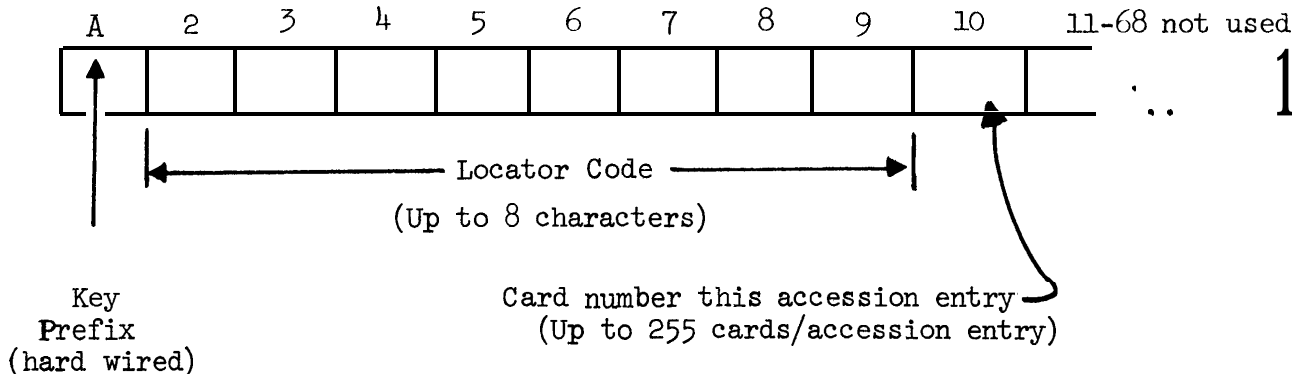 A 2 3 4 5 6 7 8 9 10 11-68 not used
Locator Code
(Up to 8 characters)
Key
Prefix
(hard wired)
Card number this accession entry
(Up to 255 cards/accession entry)